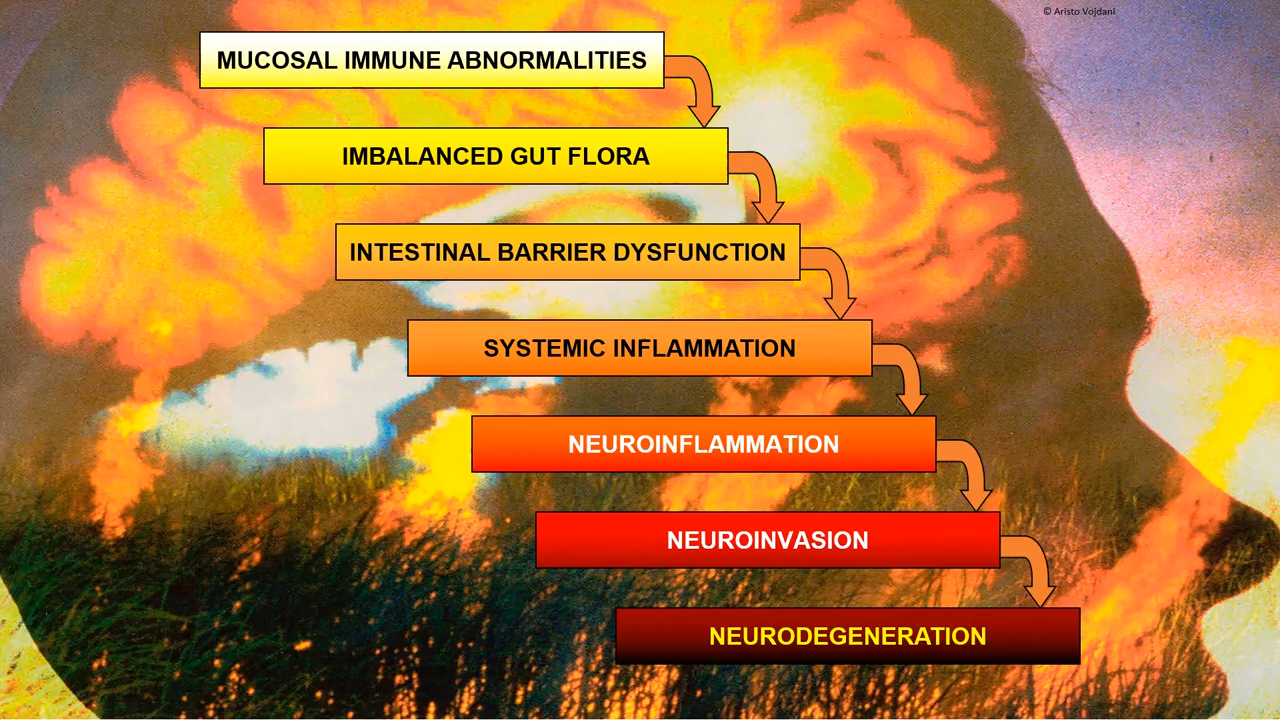 © Aristo Vojdani
MUCOSAL IMMUNE ABNORMALITIES
IMBALANCED GUT FLORA
INTESTINAL BARRIER DYSFUNCTION
SYSTEMIC INFLAMMATION
NEUROINFLAMMATION
NEUROINVASION
NEURODEGENERATION